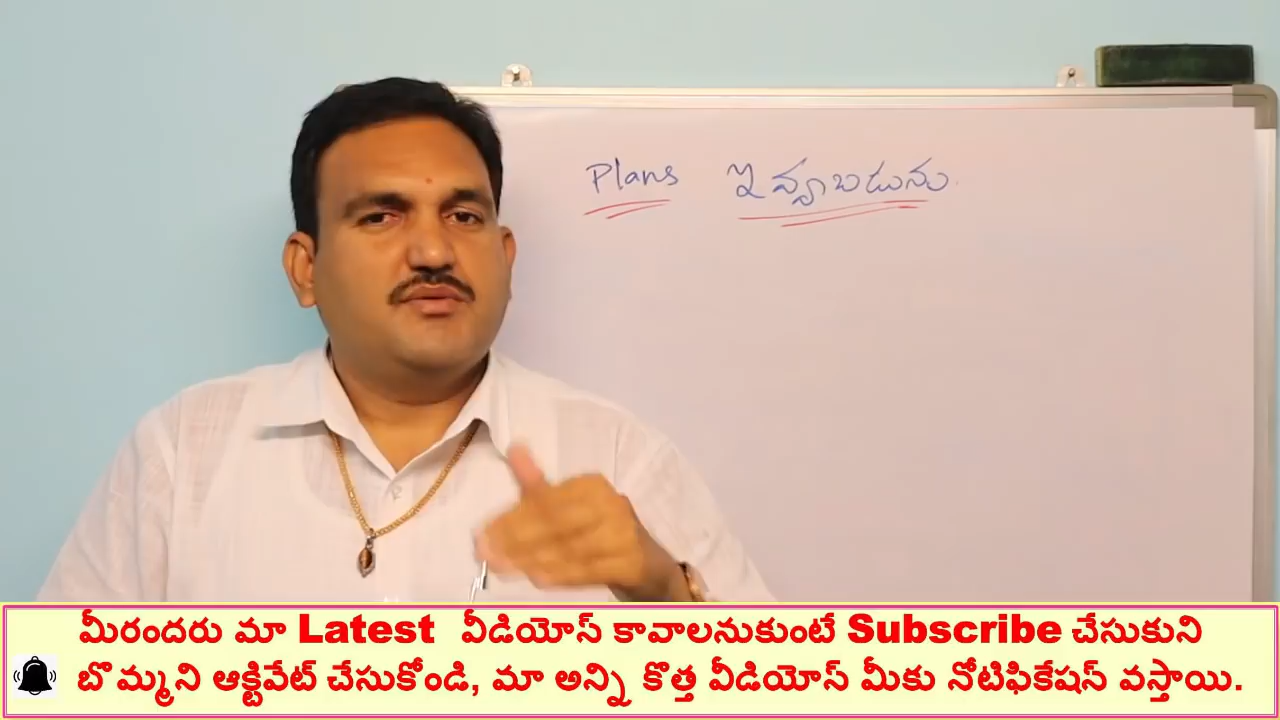 Plans ఇవ్వబడును.
మీరందరు మా Latest వీడియోస్ కావాలనుకుంటే Subscribe చేసుకుని
బొమ్మని ఆక్టివేట్ చేసుకోండి, మా అన్ని కొత్త వీడియోస్ మీకు నోటిఫికేషన్ వస్తాయి.